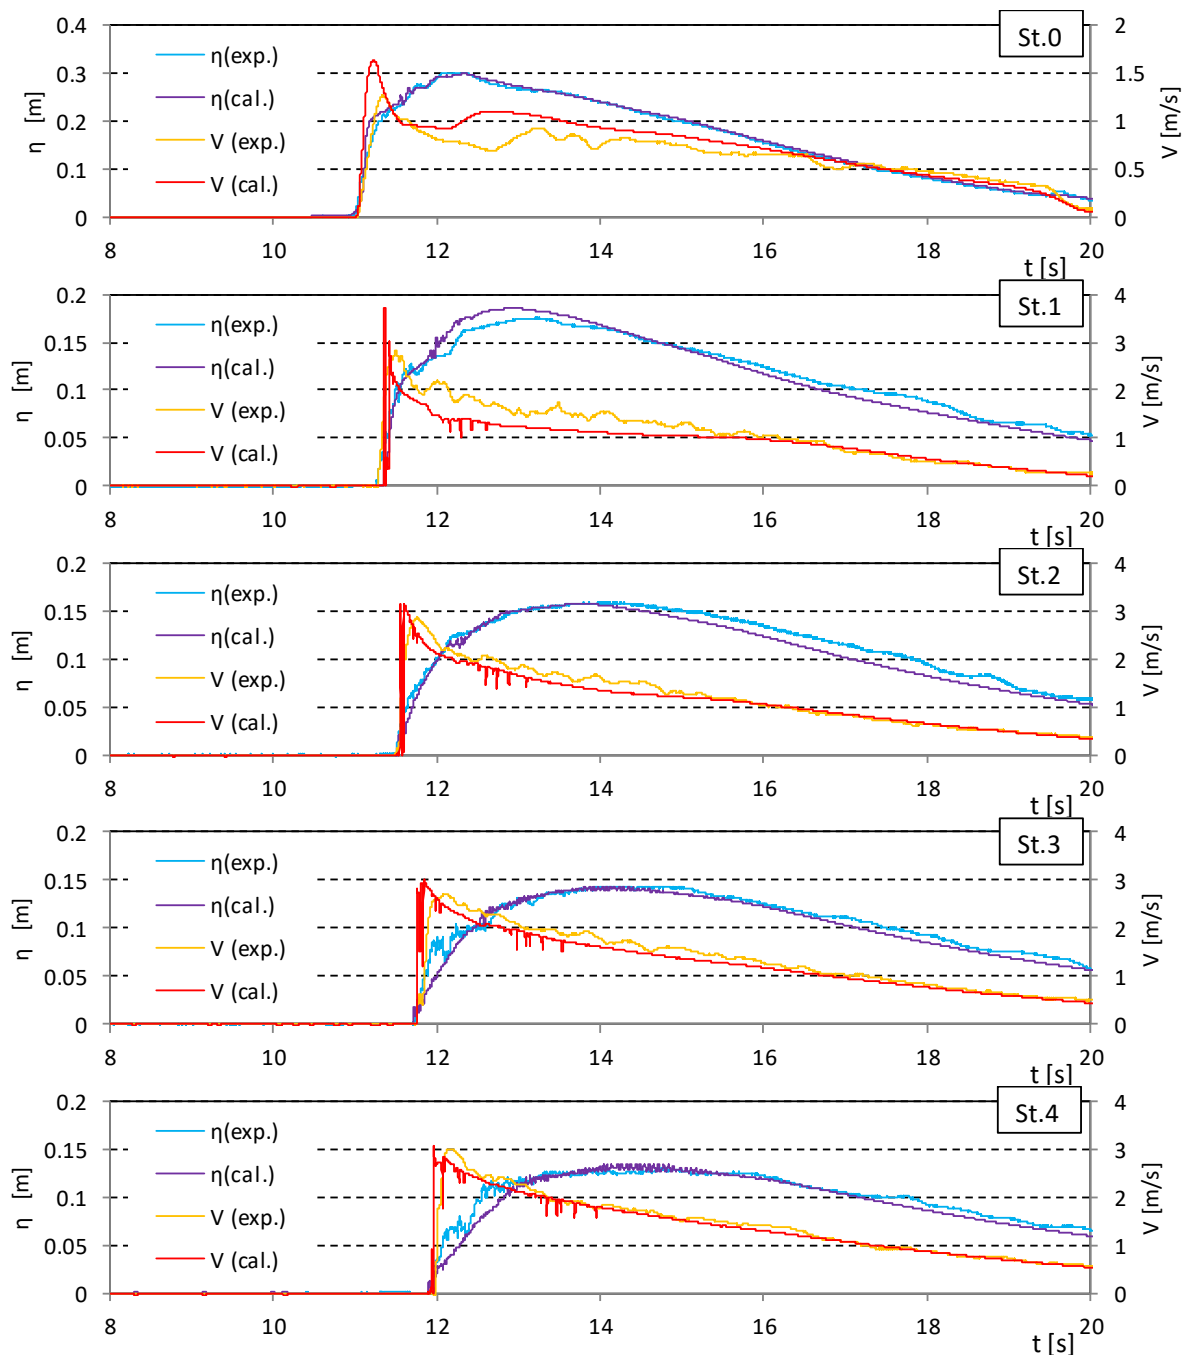 0.4
2
St.0
η(exp.)
0.3
1.5
η(cal.)
η [m]
0.2
1
V [m/s]
V (exp.)
0.1
0.5
V (cal.)
0
0
8 10 12 14 16 18 20
t [s]
0.2
4
St.1
η(exp.)
0.15
3
η(cal.)
η [m]
0.1
2
V [m/s]
V (exp.)
0.05
1
V (cal.)
0
0
8 10 12 14 16 18 20
t [s]
0.2
4
St.2
η(exp.)
0.15
3
η(cal.)
η [m]
0.1
2
V [m/s]
V (exp.)
0.05
1
V (cal.)
0
0
8 10 12 14 16 18 20
t [s]
0.2
4
St.3
η(exp.)
0.15
3
η(cal.)
η [m]
0.1
2
V [m/s]
V (exp.)
0.05
1
V (cal.)
0
0
8 10 12 14 16 18 20
t [s]
0.2
4
St.4
η(exp.)
0.15
3
η(cal.)
η [m]
0.1
2
V [m/s]
V (exp.)
0.05
1
V (cal.)
0
0
8 10 12 14 16 18 20
t [s]